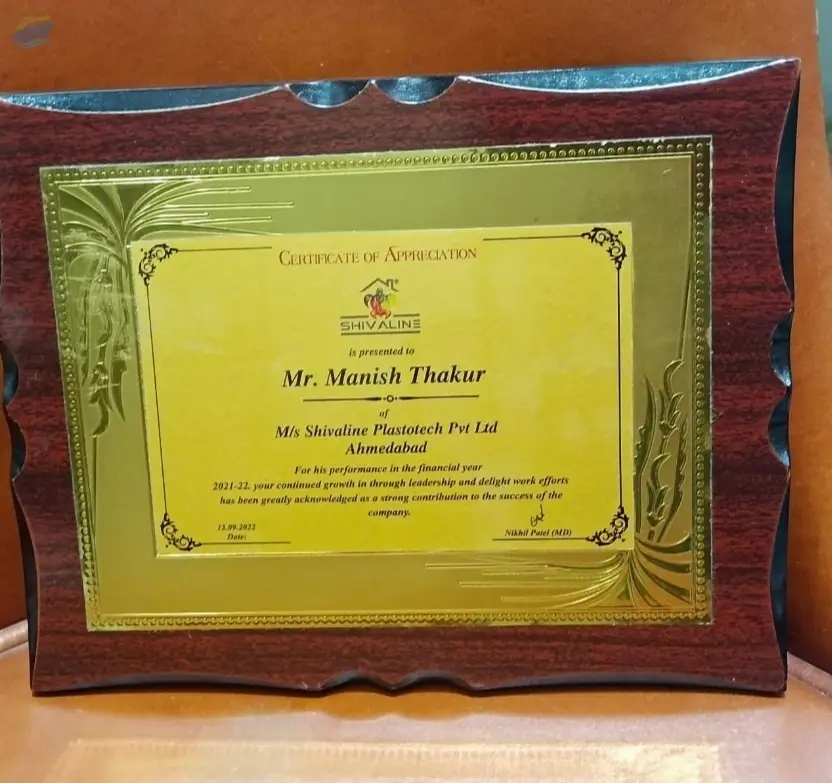 CERTIFICATE OF APPRECIATION
SHIVALINE
is presented to
Mr. Manish Thakur
of
M/s Shivaline Plastotech Pvt Ltd
Ahmedabad
For his performance in the financial year
2021-22. your continued growth in through leadership and delight work efforts
has been greatly acknowledged as a strong contribution to the success of the
company.
13.09.2022
Date:
Nikhil Patel (MD)